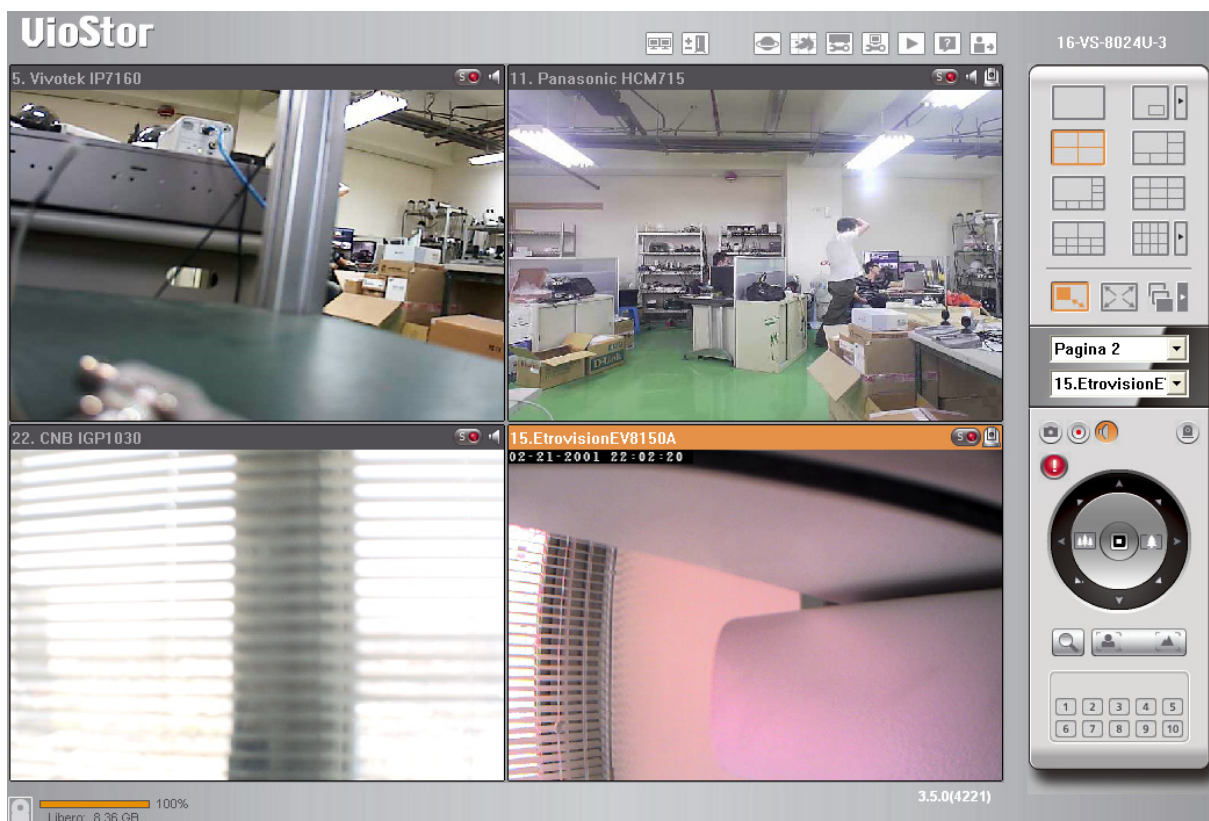 VioStor
16-VS-8024U-3
5. Vivotek IP7160
S
11. Panasonic HCM715
S
D-Link
Pagina 2
15.EtrovisionE
22. CNB IGP1030
S
15.EtrovisionEV8150A
S
02-21-2001 22:02:20
1 2 3 4 5
6 7 8 9 10
100%
Libero: 8.36 GB
3.5.0(4221)